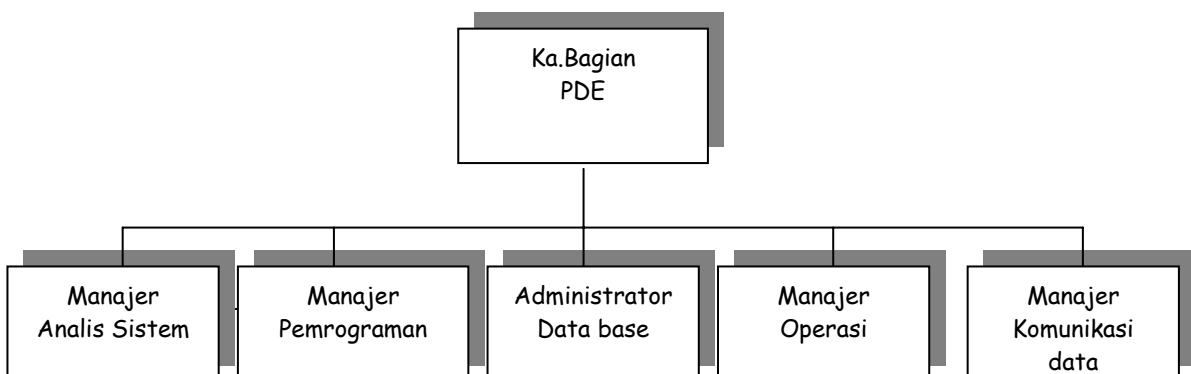 Ka.Bagian
PDE
Manajer
Analis Sistem
Manajer
Pemrograman
Administrator
Data base
Manajer
Operasi
Manajer
Komunikasi
data